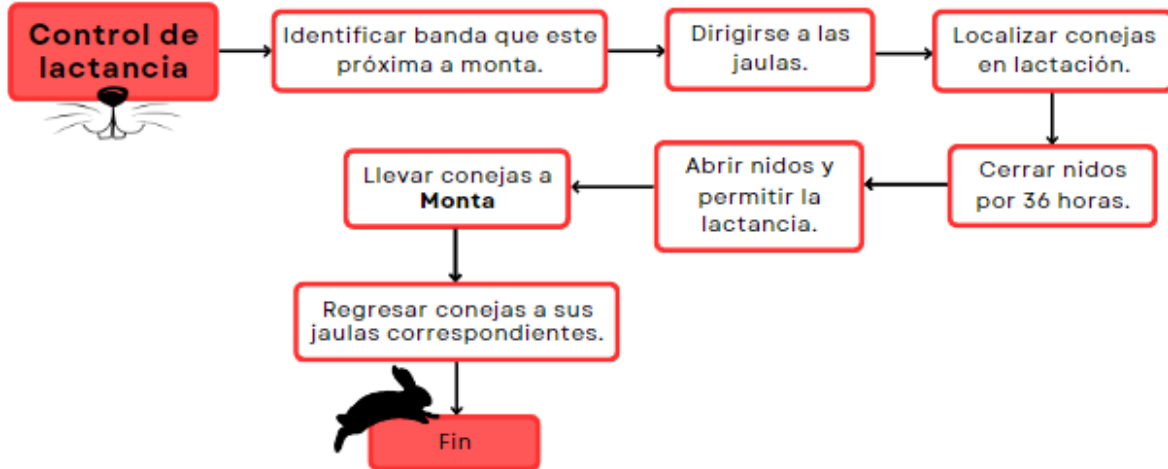 Control de
lactancia
Identificar banda que este
próxima a monta.
Dirigirse a las
jaulas.
Localizar conejas
en lactación.
Cerrar nidos
por 36 horas.
Abrir nidos y
permitir la
lactancia.
Llevar conejas a
Monta
Regresar conejas a sus
jaulas correspondientes.
Fin